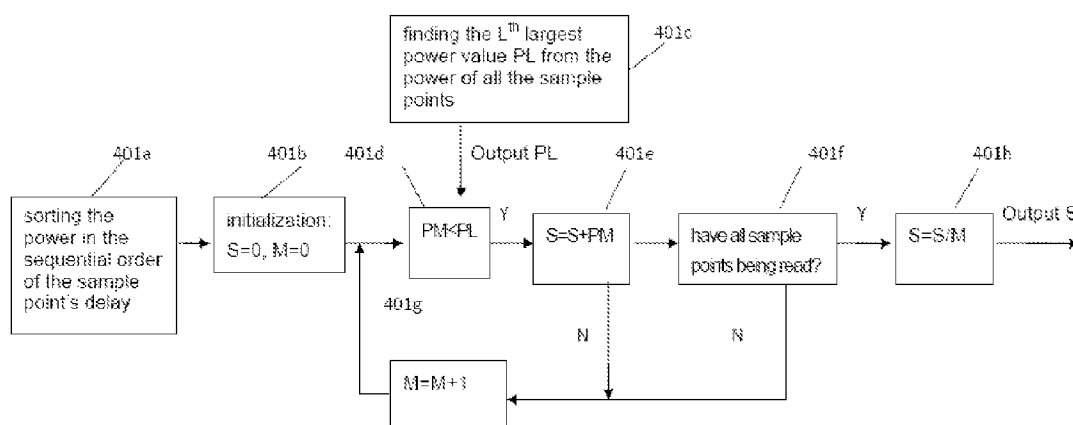 finding the Lth largest
power value PL from the
power of all the sample
points
401c
401a
401b
401d
Output PL
401e
401f
401h
sorting the
power in the
sequential order
of the sample
point's delay
initialization:
S=0, M=0
PM<PL
Y
S=S+PM
have all sample
points being read?
Y
S=S/M
Output S
401g
N
N
M=M+1